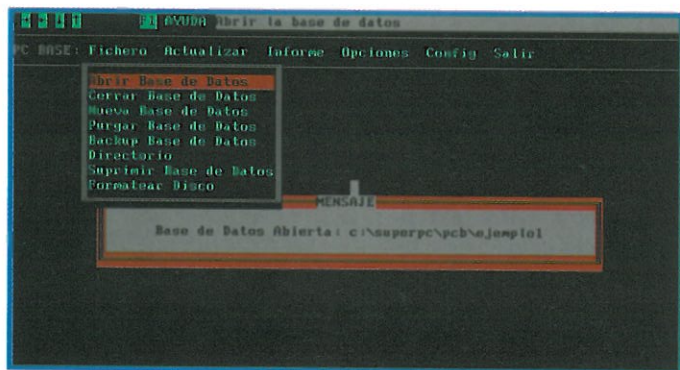 F1 AYUDA Abrir la base de datos
PC BASE: Fichero Actualizar Informe Opciones Config Salir
Abrir Base de Datos
Cerrar Base de Datos
Nueva Base de Datos
Purgar Base de Datos
Backup Base de Datos
Directorio
Suprimir Base de Datos
Formatear Disco
MENSAJE
Base de Datos Abierta: c:\superpc\pcb\ejemplo1